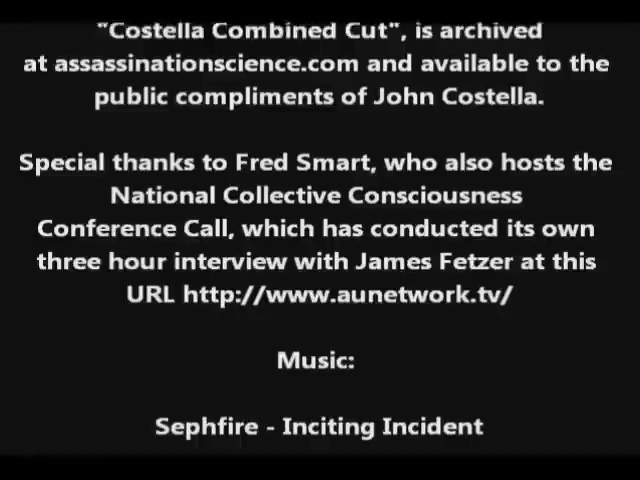 "Costella Combined Cut", is archived
at assassinationscience.com and available to the
public compliments of John Costella.
Special thanks to Fred Smart, who also hosts the
National Collective Consciousness
Conference Call, which has conducted its own
three hour interview with James Fetzer at this
URL http://www.aunetwork.tv/
Music:
Sephfire - Inciting Incident